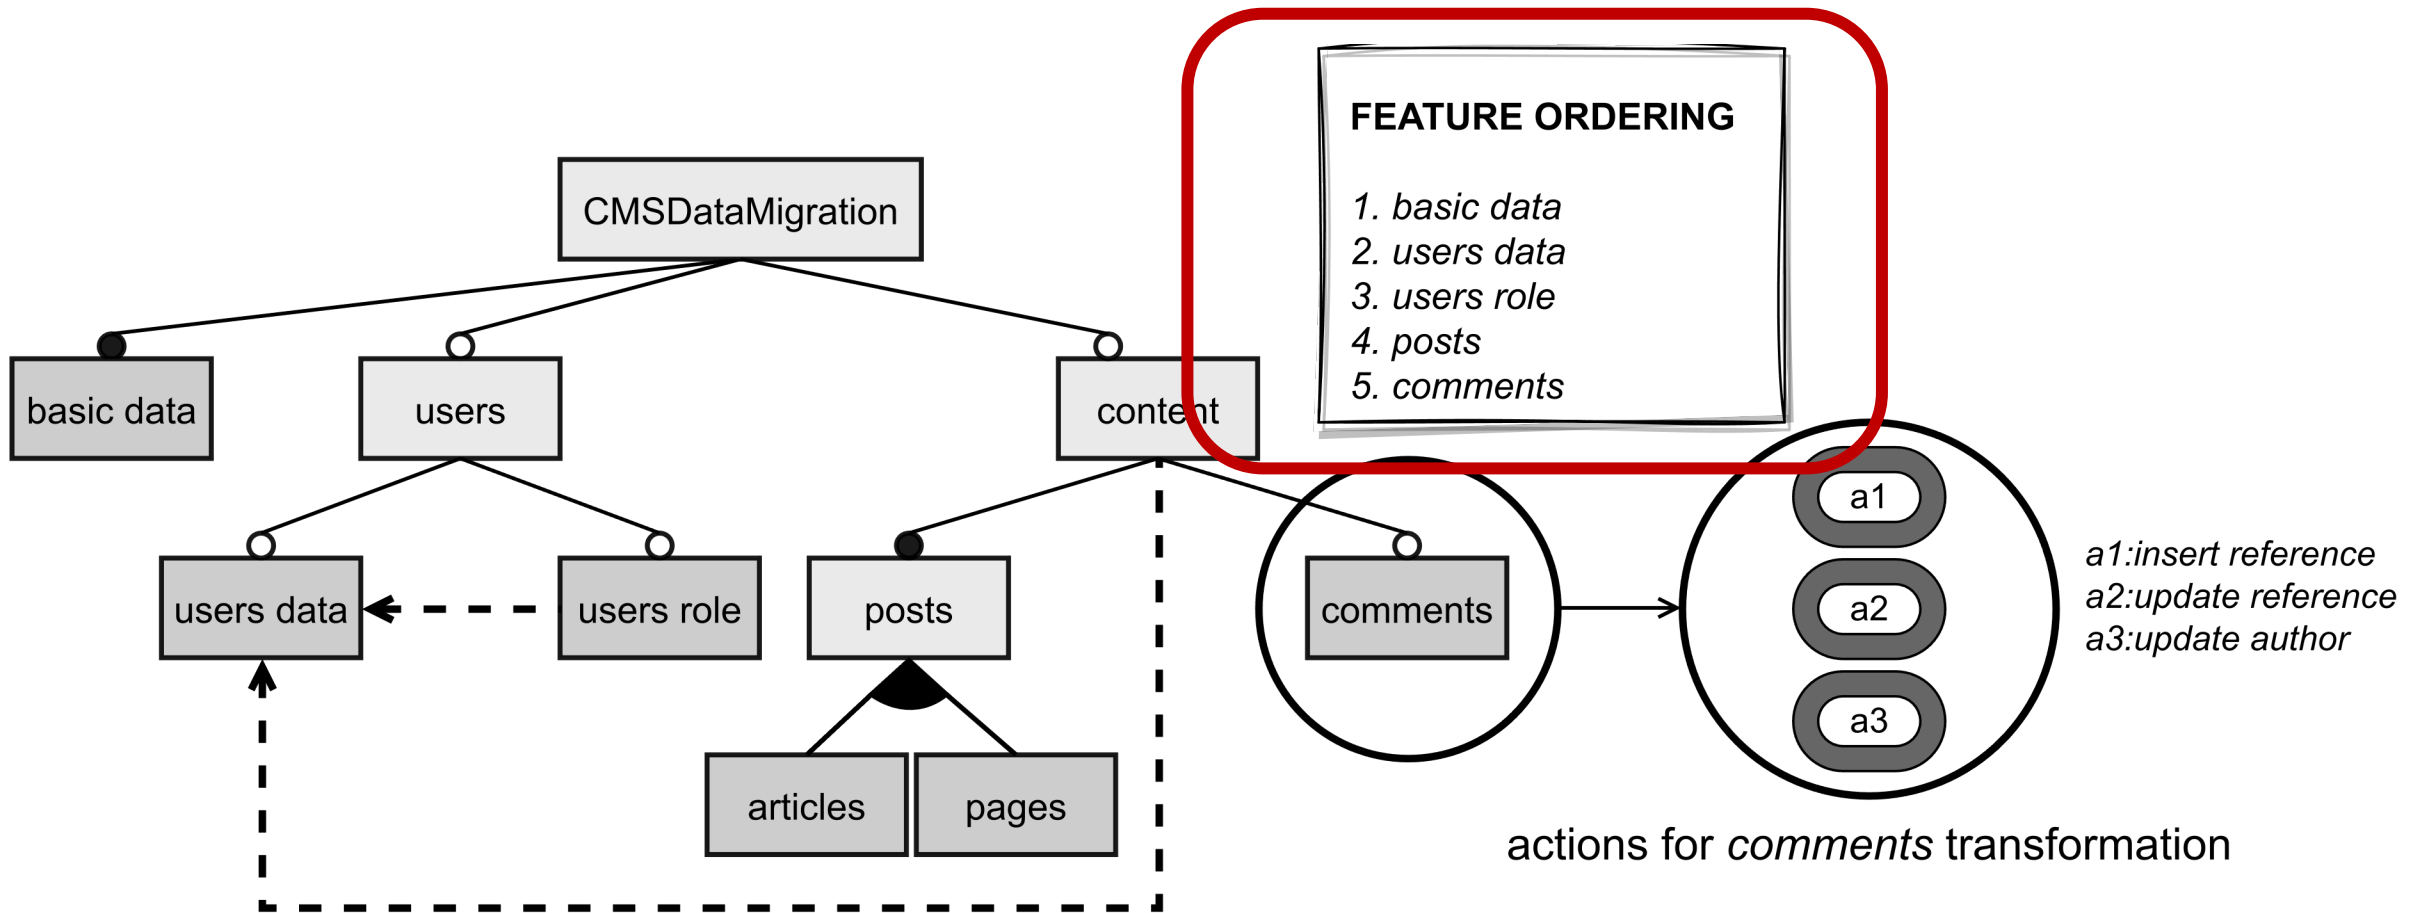 FEATURE ORDERING
1. basic data
2. users data
3. users role
4. posts
5. comments
CMSDataMigration
basic data
users
content
users data
users role
posts
comments
articles
pages
a1
a2
a3
a1:insert reference
a2:update reference
a3:update author
actions for comments transformation